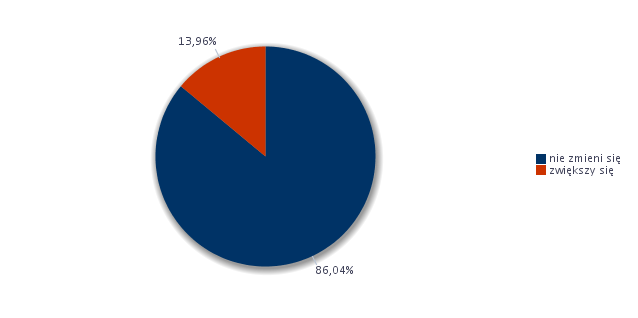 13,96%
nie zmieni się
zwiększy się
86,04%